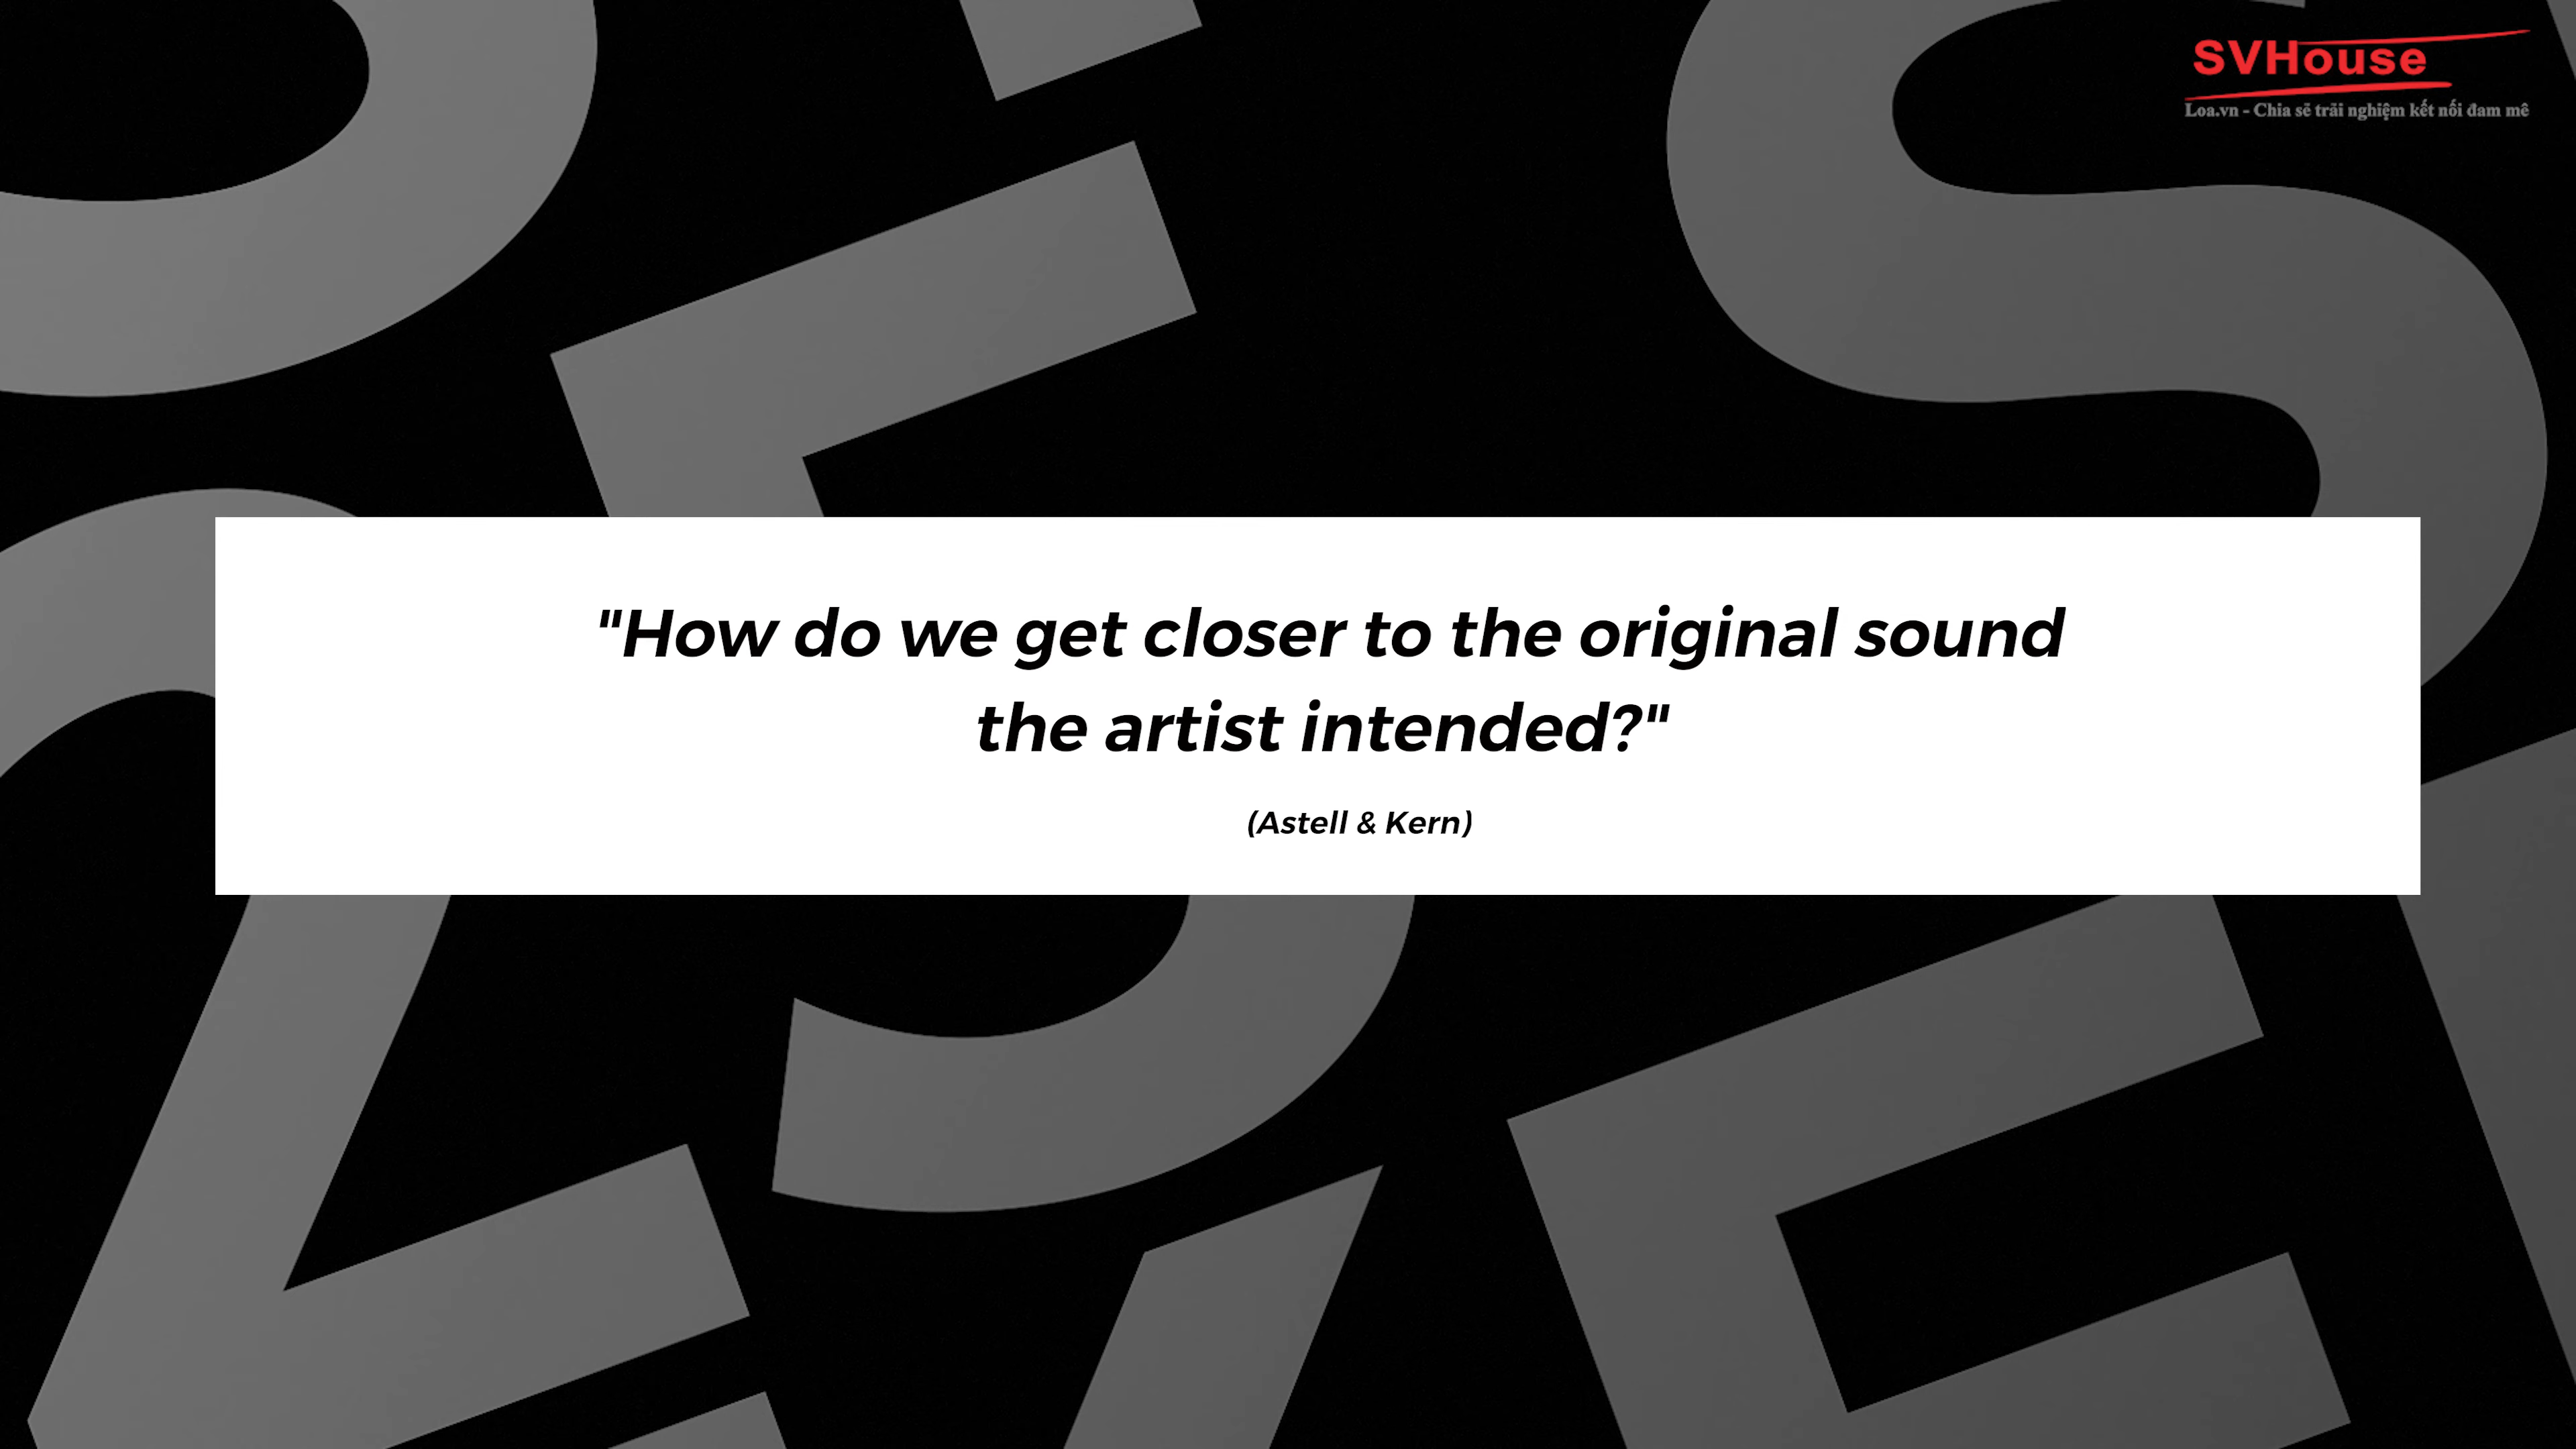 SVHouse
Loa.vn - Chia sẽ trải nghiệm kết nối đam mê
"How do we get closer to the original sound
the artist intended?"
(Astell & Kern)